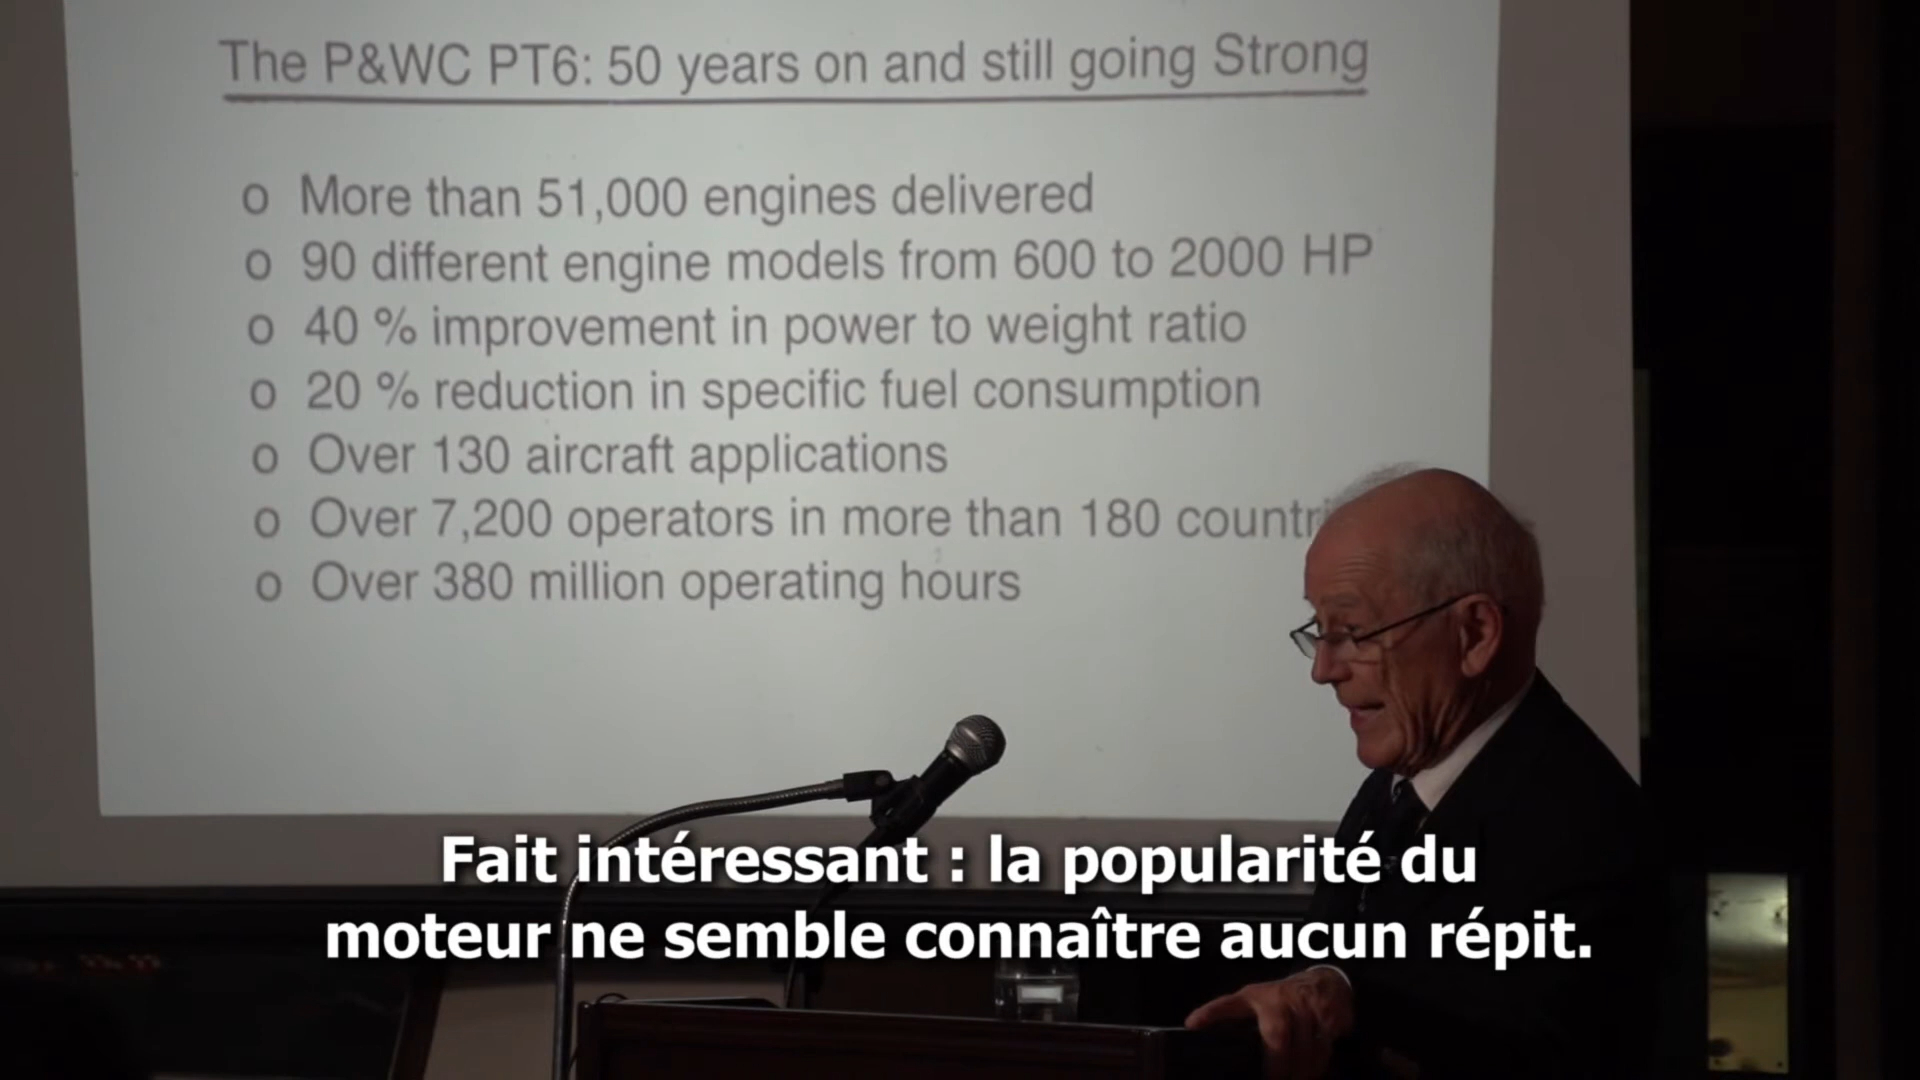 The P&WC PT6: 50 years on and still going Strong
o More than 51,000 engines delivered
o 90 different engine models from 600 to 2000 HP
o 40 % improvement in power to weight ratio
o 20 % reduction in specific fuel consumption
o Over 130 aircraft applications
o Over 7,200 operators in more than 180
o Over 380 million operating hours
Fait intéressant : la popularité du
moteur ne semble connaître aucun répit.